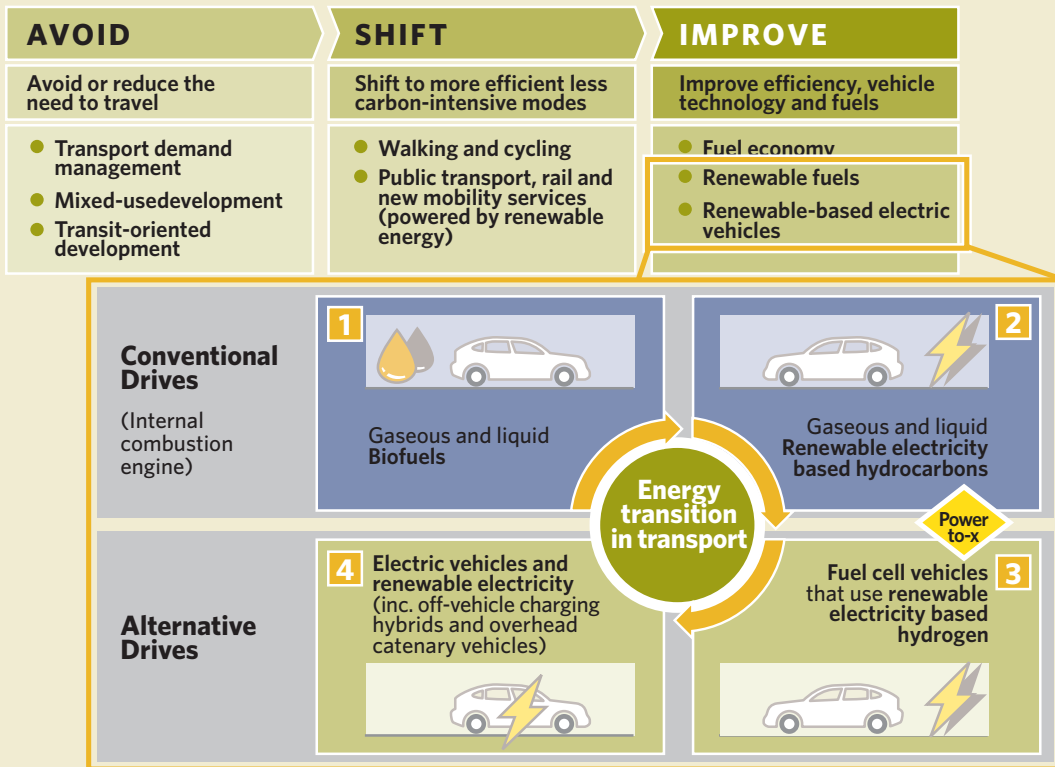 AVOID
Avoid or reduce the
need to travel
Transport demand
management
Mixed-usedevelopment
Transit-oriented
development
SHIFT
Shift to more efficient less
carbon-intensive modes
Walking and cycling
Public transport, rail and
new mobility services
(powered by renewable
energy)
IMPROVE
Improve efficiency, vehicle
technology and fuels
Fuel economy
Renewable fuels
Renewable-based electric
vehicles
Conventional
Drives
(Internal
combustion
engine)
1
Gaseous and liquid
Biofuels
2
Gaseous and liquid
Renewable electricity
based hydrocarbons
Energy
transition
in transport
Power
to-x
Alternative
Drives
4
Electric vehicles and
renewable electricity
(inc. off-vehicle charging
hybrids and overhead
catenary vehicles)
3
Fuel cell vehicles
that use renewable
electricity based
hydrogen